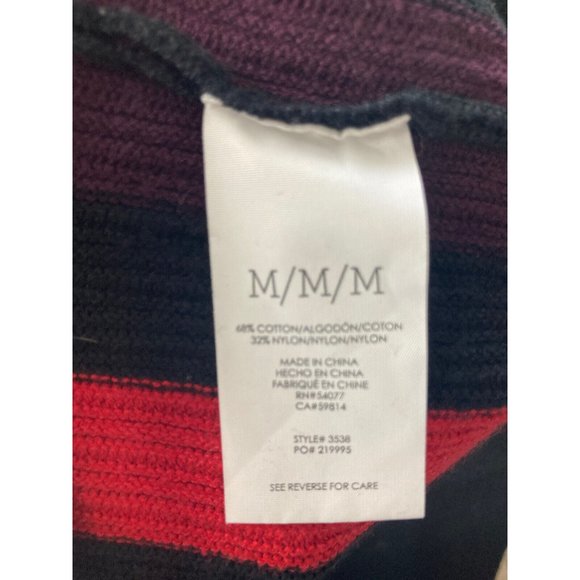 M/M/M
68% COTTON/ALGODÓN/COTON
32% NYLON/NYLON/NYLON
MADE IN CHINA
HECHO EN CHINA
FABRIQUÉ EN CHINE
RN#54077
CA#59814
STYLE# 3538
PO# 219995
SEE REVERSE FOR CARE